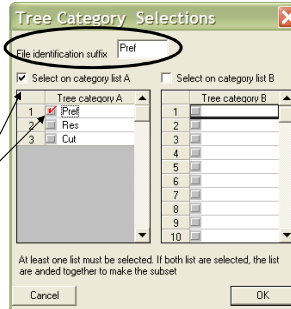 Tree Category Selections
File identification suffix Pref
Select on category list A Select on category list B
Tree category A Tree category B
1 Pref 1
2 Res 2
3 Cut 3
4
5
6
7
8
9
10
At least one list must be selected. If both list are selected, the list
are anded together to make the subset
Cancel OK